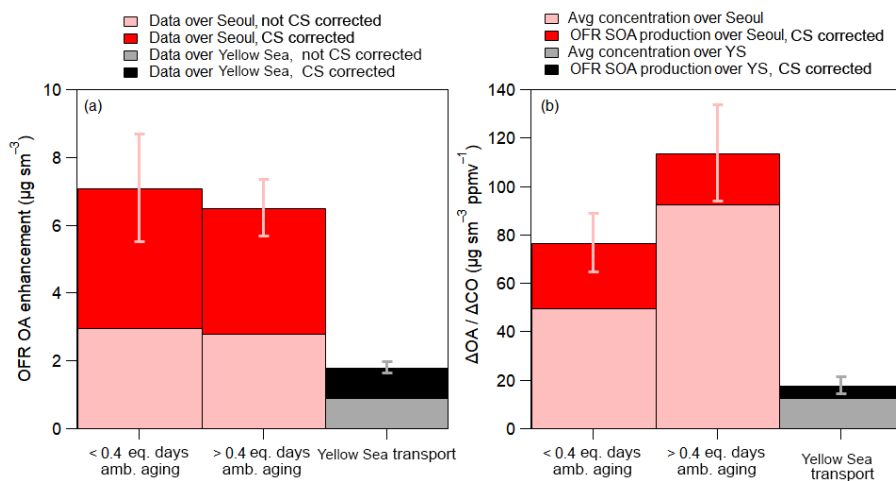 Data over Seoul, not CS corrected
Data over Seoul, CS corrected
Data over Yellow Sea, not CS corrected
Data over Yellow Sea, CS corrected
Avg concentration over Seoul
OFR SOA production over Seoul, CS corrected
Avg concentration over YS
OFR SOA production over YS, CS corrected
(a)
OFR OA enhancement (µg sm⁻³)
10
8
6
4
2
0
< 0.4 eq. days
amb. aging
> 0.4 eq. days
amb. aging
Yellow Sea transport
(b)
ΔOA / ΔCO (µg sm⁻³ ppmv⁻¹)
140
120
100
80
60
40
20
0
< 0.4 eq. days
amb. aging
> 0.4 eq. days
amb. aging
Yellow Sea
transport